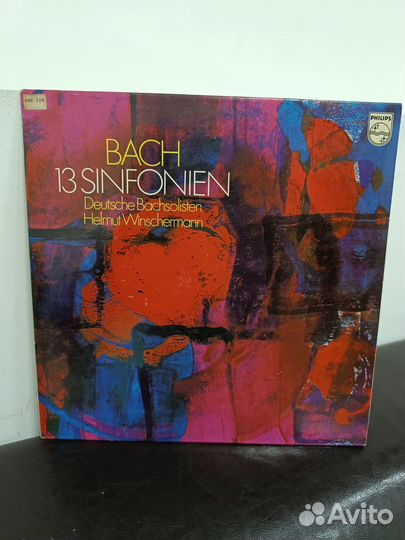 PHILIPS
BACH
13 SINFONIEN
Deutsche Bachsolisten
Helmut Winschermann
Avito